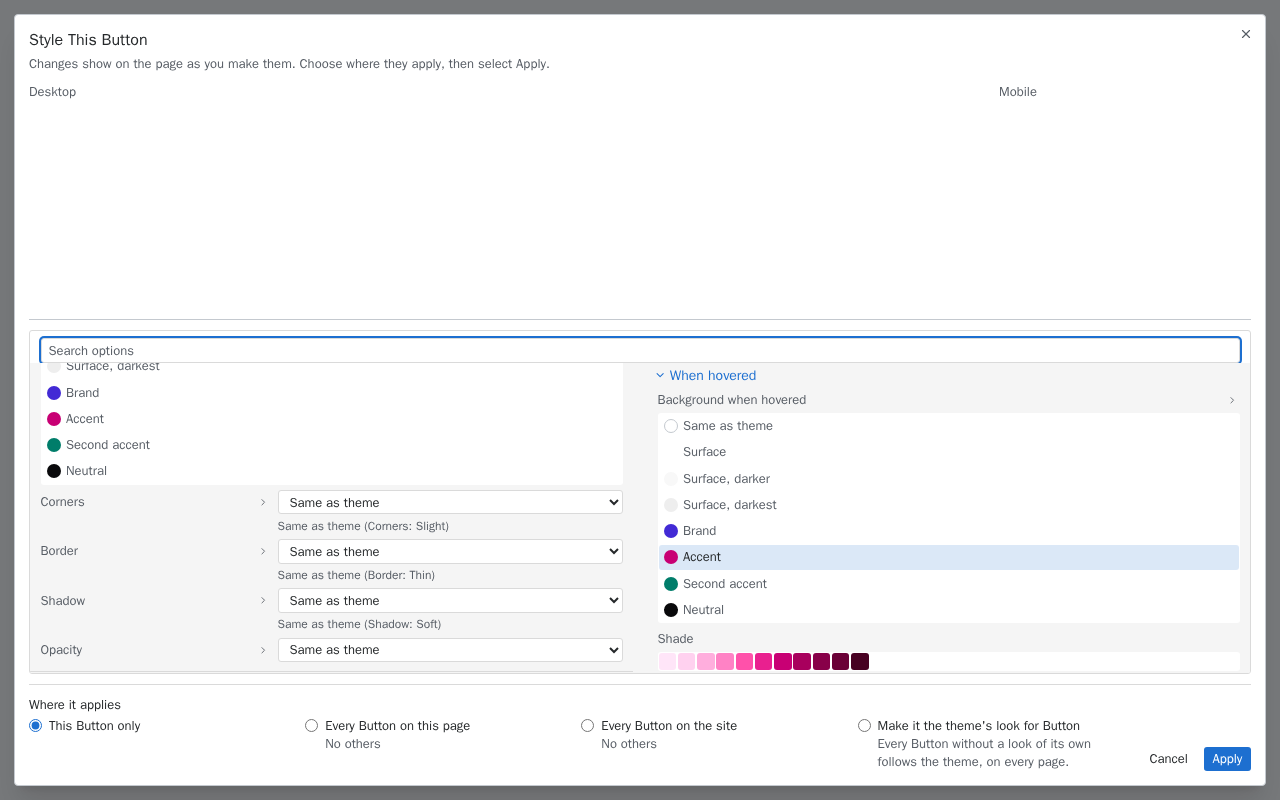 Style This Button
Changes show on the page as you make them. Choose where they apply, then select Apply.
Desktop
Mobile
Search options
Surface, darkest
Brand
Accent
Second accent
Neutral
Corners
Same as theme
Same as theme (Corners: Slight)
Border
Same as theme
Same as theme (Border: Thin)
Shadow
Same as theme
Same as theme (Shadow: Soft)
Opacity
Same as theme
When hovered
Background when hovered
Same as theme
Surface
Surface, darker
Surface, darkest
Brand
Accent
Second accent
Neutral
Shade
Where it applies
This Button only
Every Button on this page
No others
Every Button on the site
No others
Make it the theme's look for Button
Every Button without a look of its own
follows the theme, on every page.
Cancel
Apply